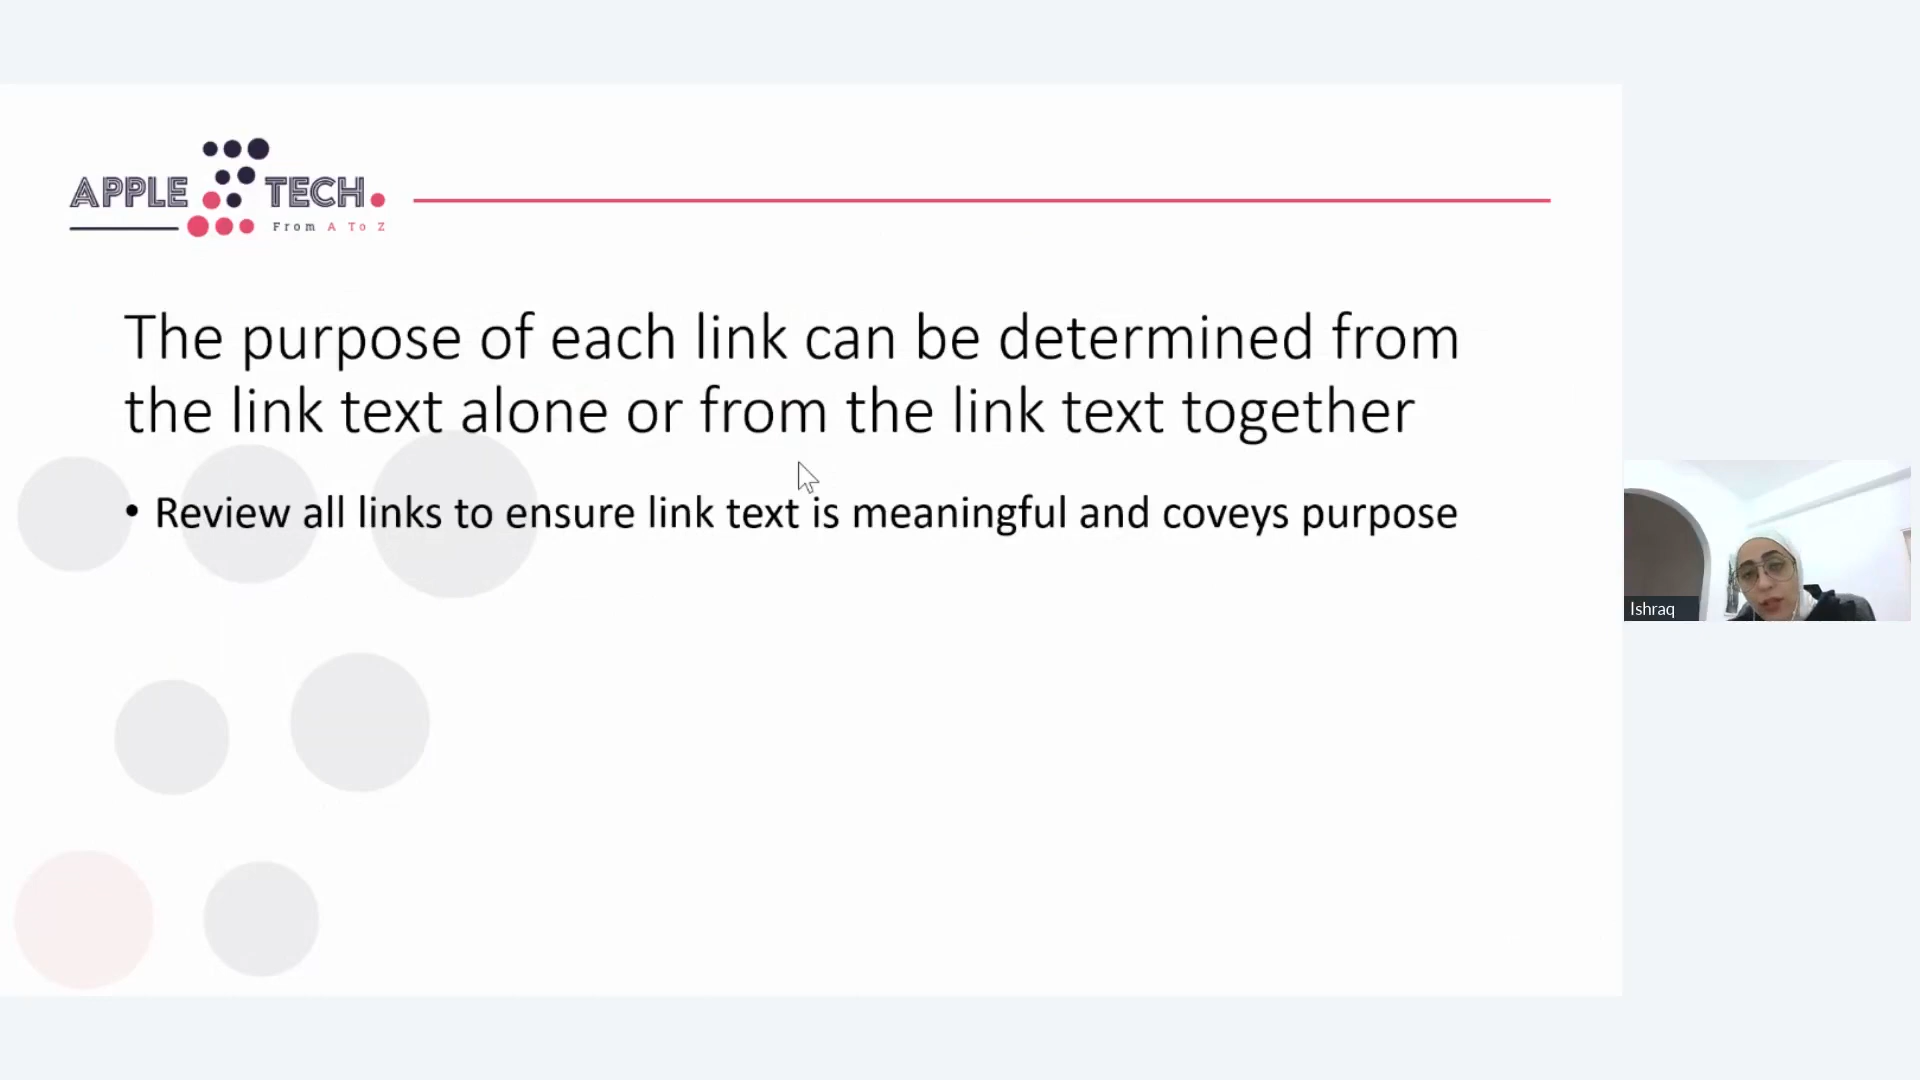 APPLE TECH.
From A To Z
The purpose of each link can be determined from
the link text alone or from the link text together
• Review all links to ensure link text is meaningful and coveys purpose
Ishraq